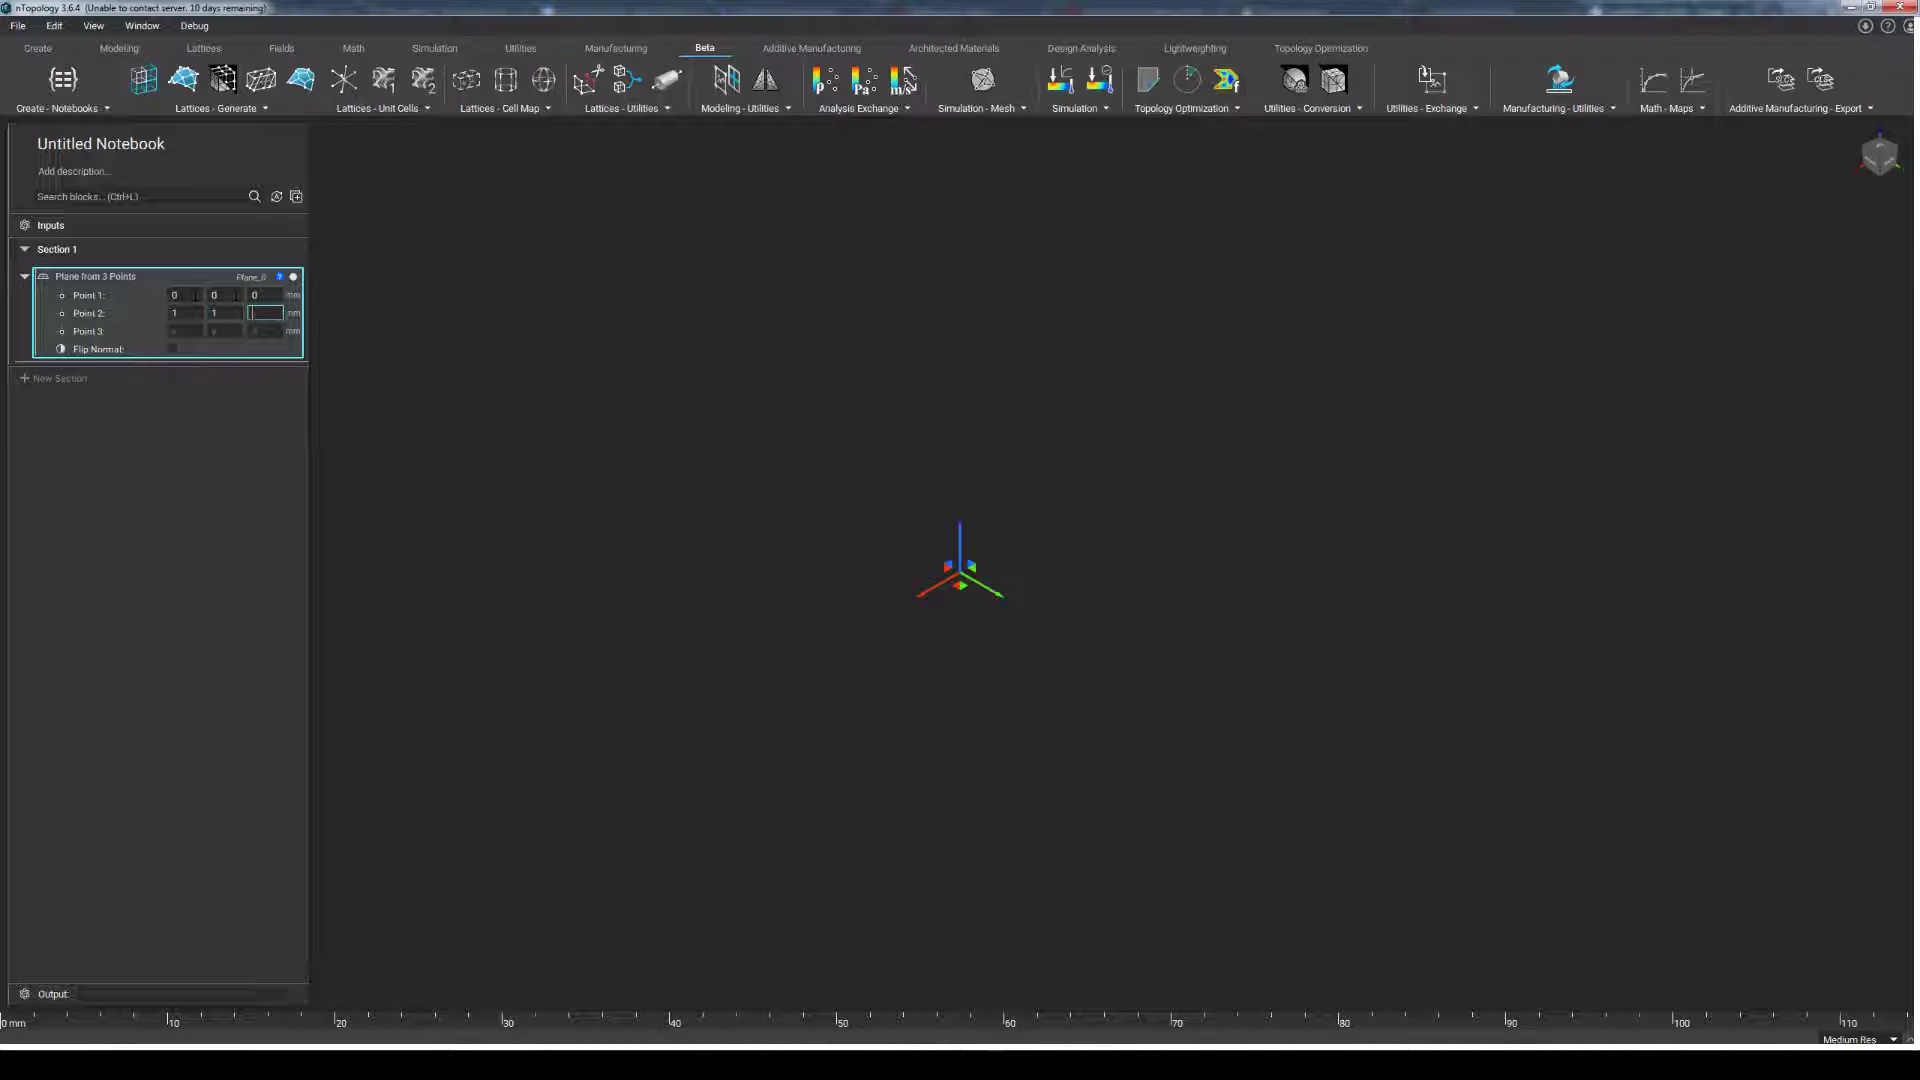 nTopology 3.6.4 (Unable to contact server. 10 days remaining)
File Edit View Window Debug
Create Modeling Lattices Fields Math Simulation Utilities Manufacturing Beta Additive Manufacturing Architected Materials Design Analysis Lightweighting Topology Optimization
Create - Notebooks Lattices - Generate Lattices - Unit Cells Lattices - Cell Map Lattices - Utilities Modeling - Utilities Analysis Exchange Simulation - Mesh Simulation Topology Optimization Utilities - Conversion Utilities - Exchange Manufacturing - Utilities Math - Maps Additive Manufacturing - Export
Untitled Notebook
Add description...
Search blocks... (Ctrl+L)
Inputs
Section 1
Plane from 3 Points Plane_0 ?
Point 1: 0 0 0 mm
Point 2: 1 1 mm
Point 3: mm
Flip Normal:
+ New Section
Output:
0 mm 10 20 30 40 50 60 70 80 90 100 110
Medium Res